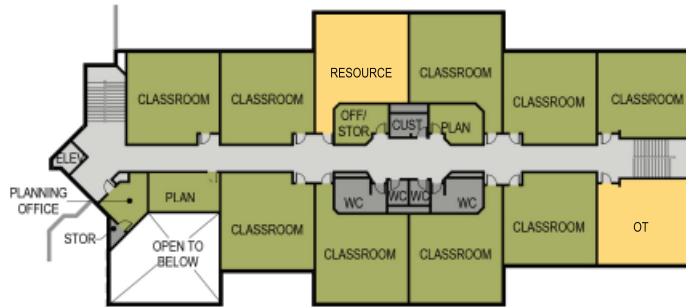 RESOURCE
CLASSROOM
CLASSROOM
CLASSROOM
CLASSROOM
CLASSROOM
OFF/
STOR
CUST
PLAN
ELEV
PLANNING
OFFICE
PLAN
WC
WC
WC
WC
STOR
OPEN TO
BELOW
CLASSROOM
CLASSROOM
CLASSROOM
CLASSROOM
OT